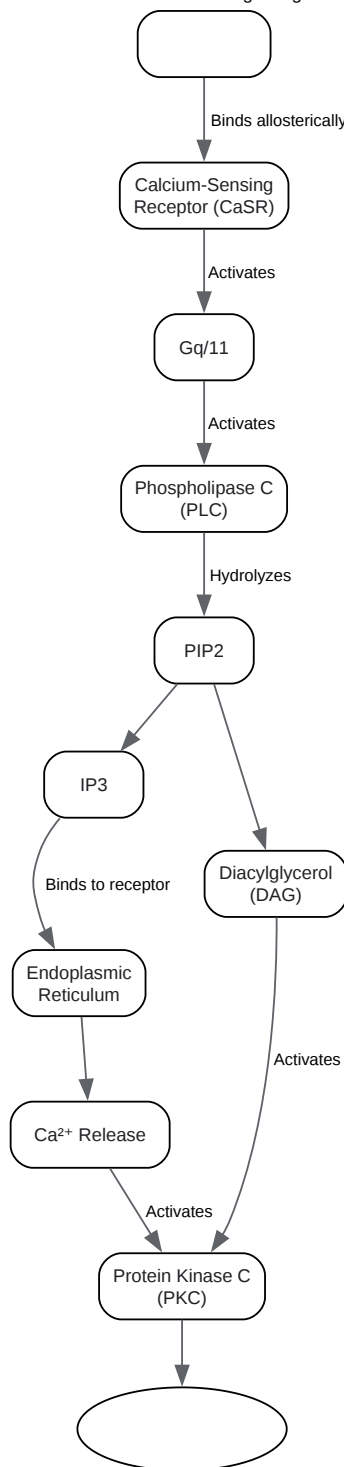 Binds allosterically
Calcium-Sensing
Receptor (CaSR)
Activates
Gq/11
Activates
Phospholipase C
(PLC)
Hydrolyzes
PIP2
IP3
Diacylglycerol
(DAG)
Binds to receptor
Endoplasmic
Reticulum
Activates
Ca²⁺ Release
Activates
Protein Kinase C
(PKC)